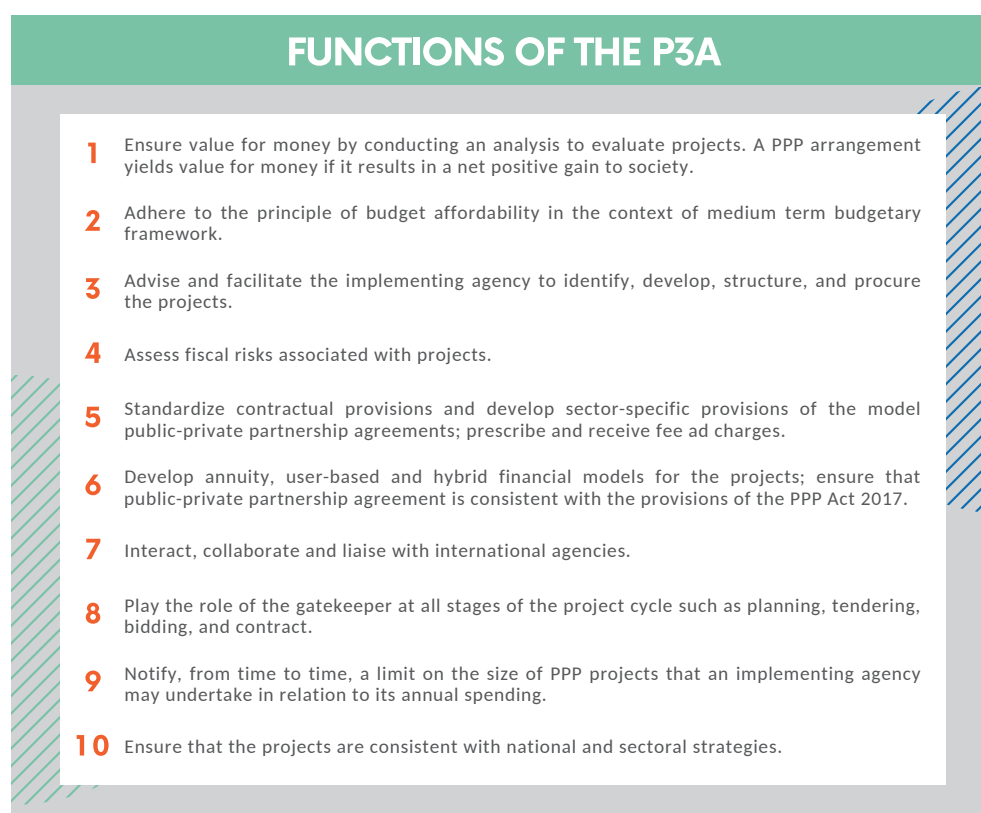 FUNCTIONS OF THE P3A
1 Ensure value for money by conducting an analysis to evaluate projects. A PPP arrangement
yields value for money if it results in a net positive gain to society.
2 Adhere to the principle of budget affordability in the context of medium term budgetary
framework.
3 Advise and facilitate the implementing agency to identify, develop, structure, and procure
the projects.
4 Assess fiscal risks associated with projects.
5 Standardize contractual provisions and develop sector-specific provisions of the model
public-private partnership agreements; prescribe and receive fee ad charges.
6 Develop annuity, user-based and hybrid financial models for the projects; ensure that
public-private partnership agreement is consistent with the provisions of the PPP Act 2017.
7 Interact, collaborate and liaise with international agencies.
8 Play the role of the gatekeeper at all stages of the project cycle such as planning, tendering,
bidding, and contract.
9 Notify, from time to time, a limit on the size of PPP projects that an implementing agency
may undertake in relation to its annual spending.
10 Ensure that the projects are consistent with national and sectoral strategies.